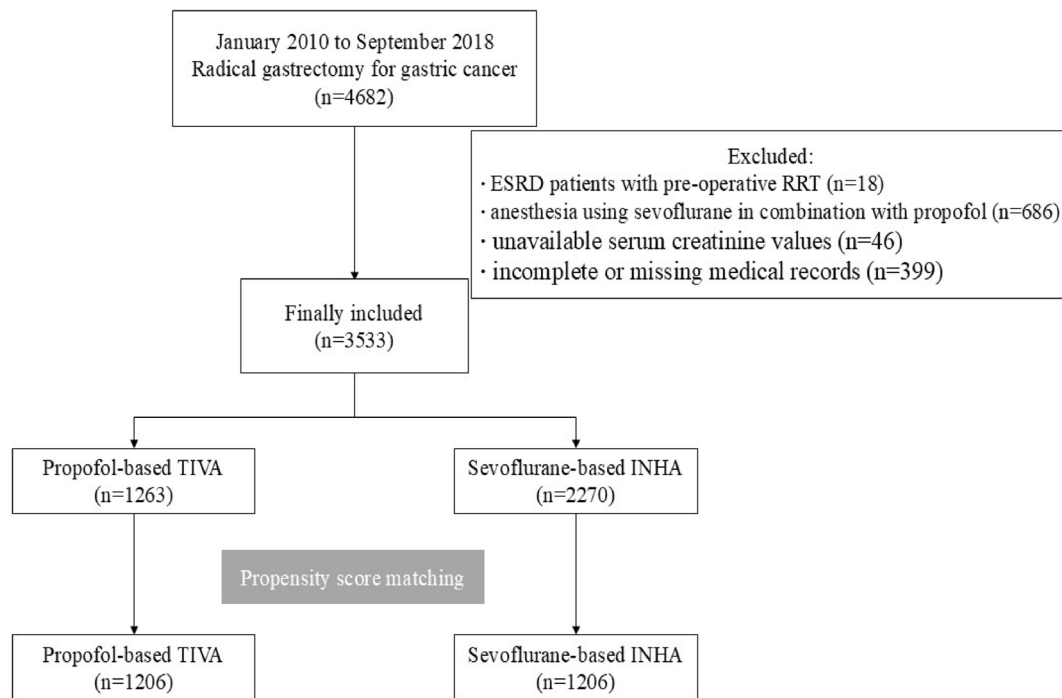 January 2010 to September 2018
Radical gastrectomy for gastric cancer
(n=4682)
Excluded:
· ESRD patients with pre-operative RRT (n=18)
· anesthesia using sevoflurane in combination with propofol (n=686)
· unavailable serum creatinine values (n=46)
· incomplete or missing medical records (n=399)
Finally included
(n=3533)
Propofol-based TIVA
(n=1263)
Sevoflurane-based INHA
(n=2270)
Propensity score matching
Propofol-based TIVA
(n=1206)
Sevoflurane-based INHA
(n=1206)